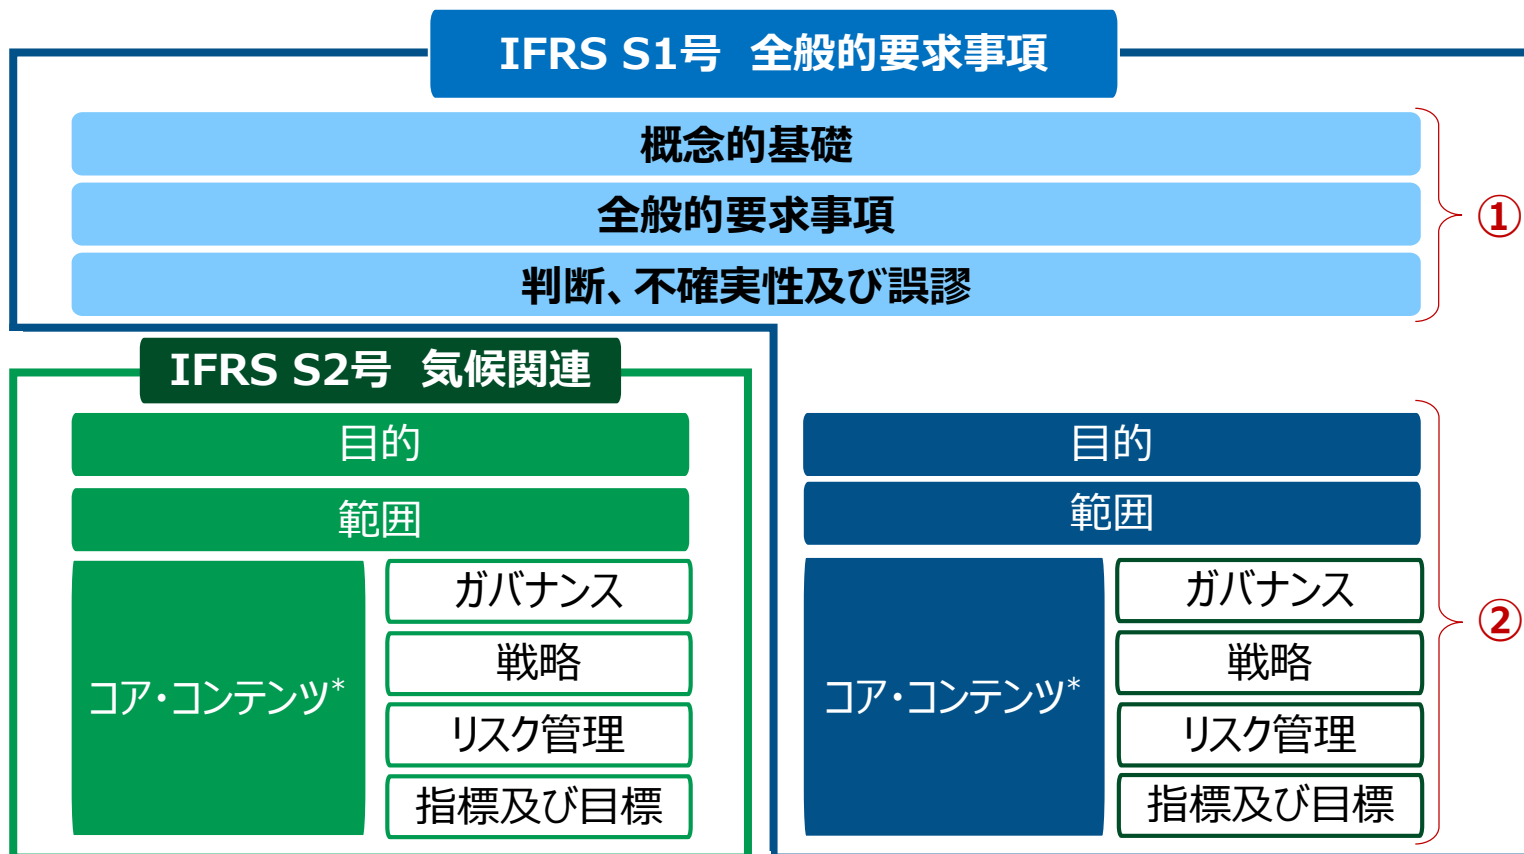 IFRS S1号 全般的要求事項
概念的基礎
全般的要求事項
判断、不確実性及び誤謬
①
IFRS S2号 気候関連
目的
範囲
コア・コンテンツ*
ガバナンス
戦略
リスク管理
指標及び目標
目的
範囲
コア・コンテンツ*
ガバナンス
戦略
リスク管理
指標及び目標
②